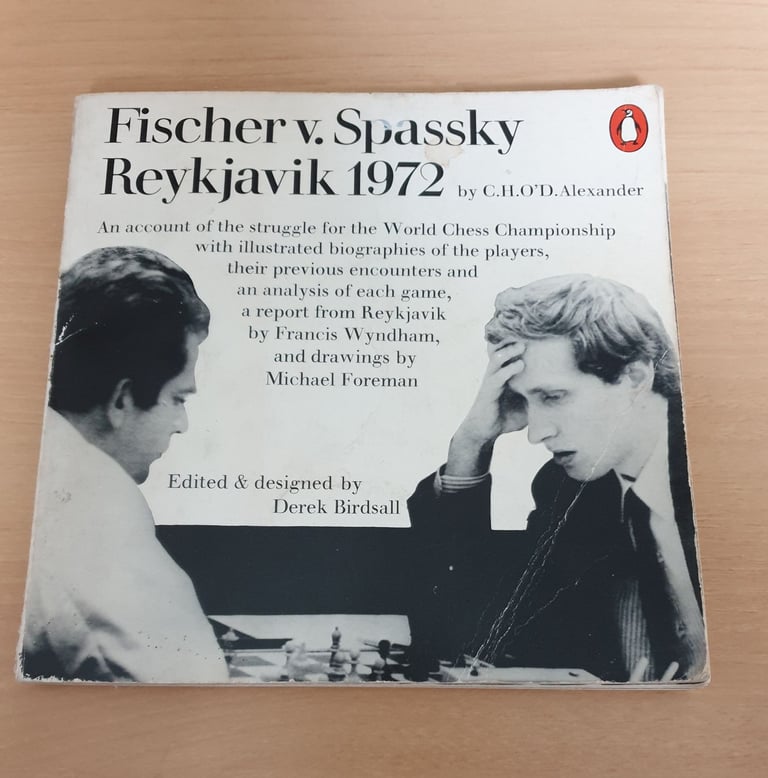 Fischer v. Spassky
Reykjavik 1972 by C.H.O'D. Alexander
An account of the struggle for the World Chess Championship
with illustrated biographies of the players,
their previous encounters and
an analysis of each game,
a report from Reykjavik
by Francis Wyndham,
and drawings by
Michael Foreman
Edited & designed by
Derek Birdsall